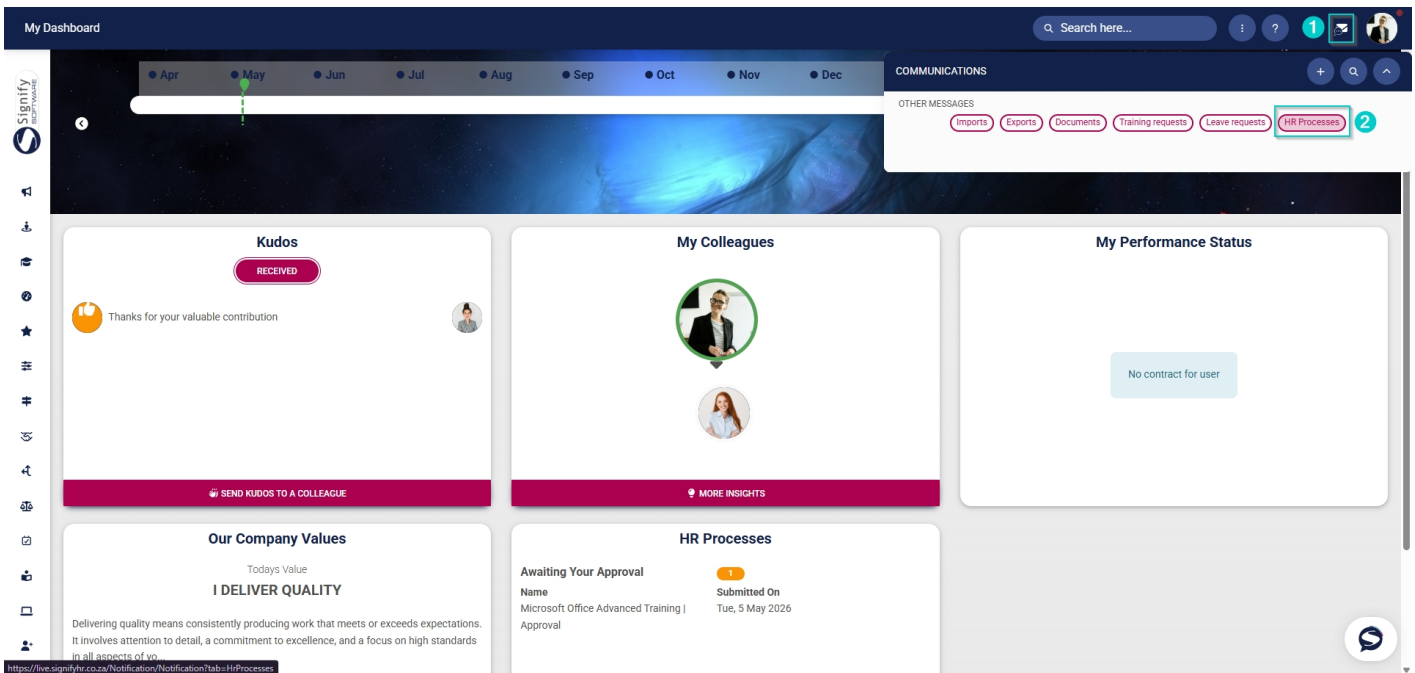 My Dashboard
Search here...
?
1
Signify
SOFTWARE
Apr May Jun Jul Aug Sep Oct Nov Dec
COMMUNICATIONS
OTHER MESSAGES
Imports Exports Documents Training requests Leave requests HR Processes 2
Kudos
RECEIVED
Thanks for your valuable contribution
SEND KUDOS TO A COLLEAGUE
My Colleagues
MORE INSIGHTS
My Performance Status
No contract for user
Our Company Values
Todays Value
I DELIVER QUALITY
Delivering quality means consistently producing work that meets or exceeds expectations.
It involves attention to detail, a commitment to excellence, and a focus on high standards
in all aspects of yo...
HR Processes
Awaiting Your Approval 1
Name Submitted On
Microsoft Office Advanced Training | Tue, 5 May 2026
Approval
https://live.signifyhr.co.za/Notification/Notification?tab=HrProcesses